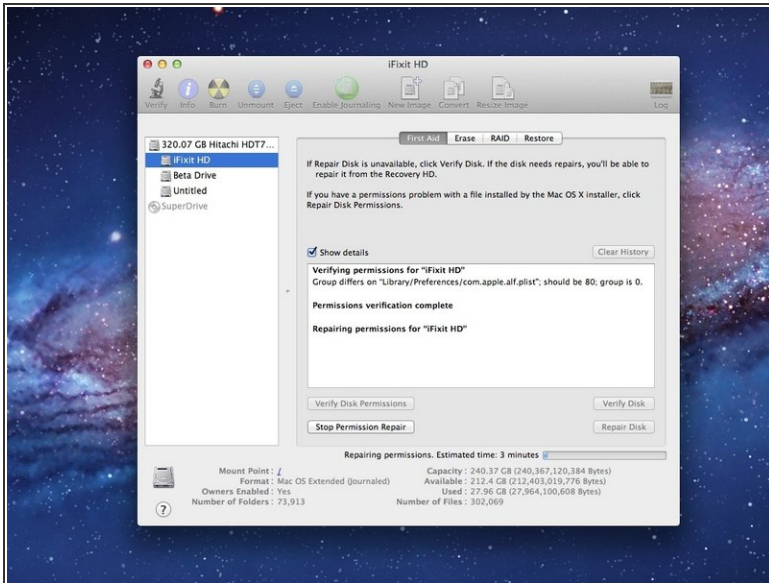 iFixit HD
Verify Info Burn Unmount Eject Enable Journaling New Image Convert Resize Image Log
320.07 GB Hitachi HDT7...
iFixit HD
Beta Drive
Untitled
SuperDrive
First Aid Erase RAID Restore
If Repair Disk is unavailable, click Verify Disk. If the disk needs repairs, you'll be able to
repair it from the Recovery HD.
If you have a permissions problem with a file installed by the Mac OS X installer, click
Repair Disk Permissions.
Show details
Clear History
Verifying permissions for "iFixit HD"
Group differs on "Library/Preferences/com.apple.alf.plist"; should be 80; group is 0.
Permissions verification complete
Repairing permissions for "iFixit HD"
Verify Disk Permissions
Verify Disk
Stop Permission Repair
Repair Disk
Repairing permissions. Estimated time: 3 minutes
Mount Point : /
Capacity : 240.37 GB (240,367,120,384 Bytes)
Format : Mac OS Extended (Journaled)
Available : 212.4 GB (212,403,019,776 Bytes)
Owners Enabled : Yes
Used : 27.96 GB (27,964,100,608 Bytes)
Number of Folders : 73,913
Number of Files : 302,069
?